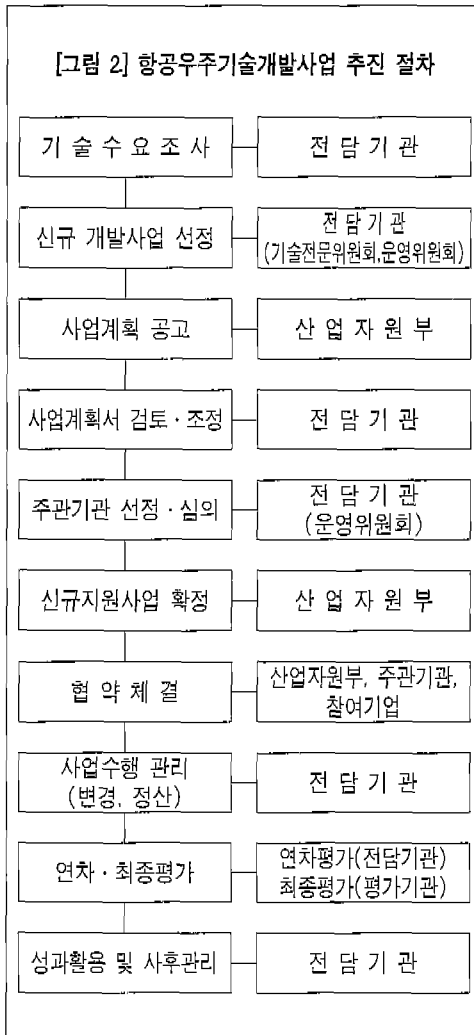 [그림 2] 항공우주기술개발사업 추진 절차
기 술 수 요 조 사
전 담 기 관
신규 개발사업 선정
전 담 기 관
(기술전문위원회,운영위원회)
사업계획 공고
산 업 자 원 부
사업계획서 검토 · 조정
전 담 기 관
주관기관 선정 · 심의
전 담 기 관
(운영위원회)
신규지원사업 확정
산 업 자 원 부
협 약 체 결
산업자원부, 주관기관,
참여기업
사업수행 관리
(변경, 정산)
전 담 기 관
연차 · 최종평가
연차평가(전담기관)
최종평가(평가기관)
성과활용 및 사후관리
전 담 기 관